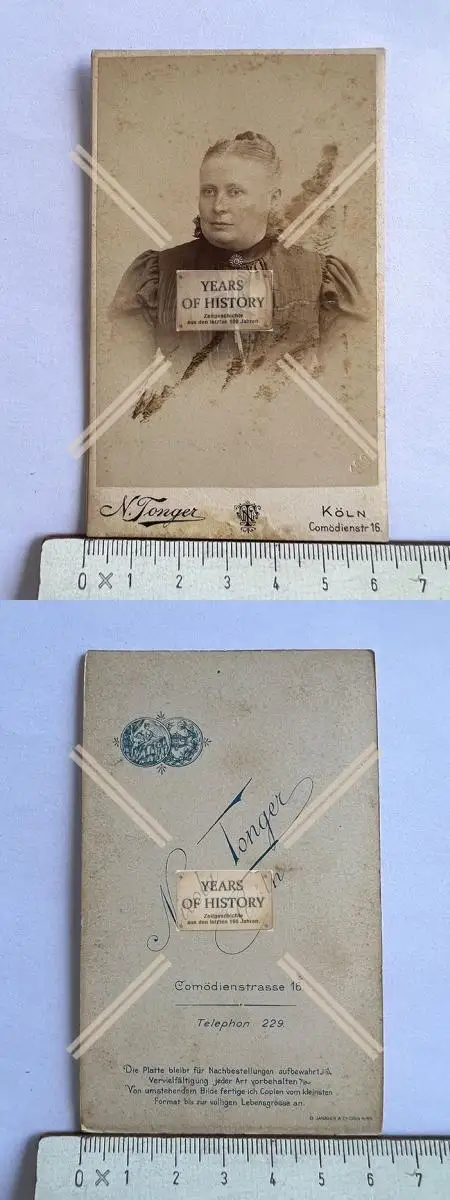 YEARS
OF HISTORY
Zeitgeschichte
aus den letzten 100 Jahren.
N. Tonger
KÖLN
Comödienstr 16.
0 1 2 3 4 5 6 7
Tonger
YEARS
OF HISTORY
Zeitgeschichte
aus den letzten 100 Jahren.
Comödienstrasse 16
Telephon 229.
Die Platte bleibt für Nachbestellungen aufbewahrt
Vervielfältigung jeder Art vorbehalten
Von umstehendem Bilde fertige ich Copien vom kleinsten
Format bis zur volligen Lebensgrösse an.
0 1 2 3 4 5 6 7